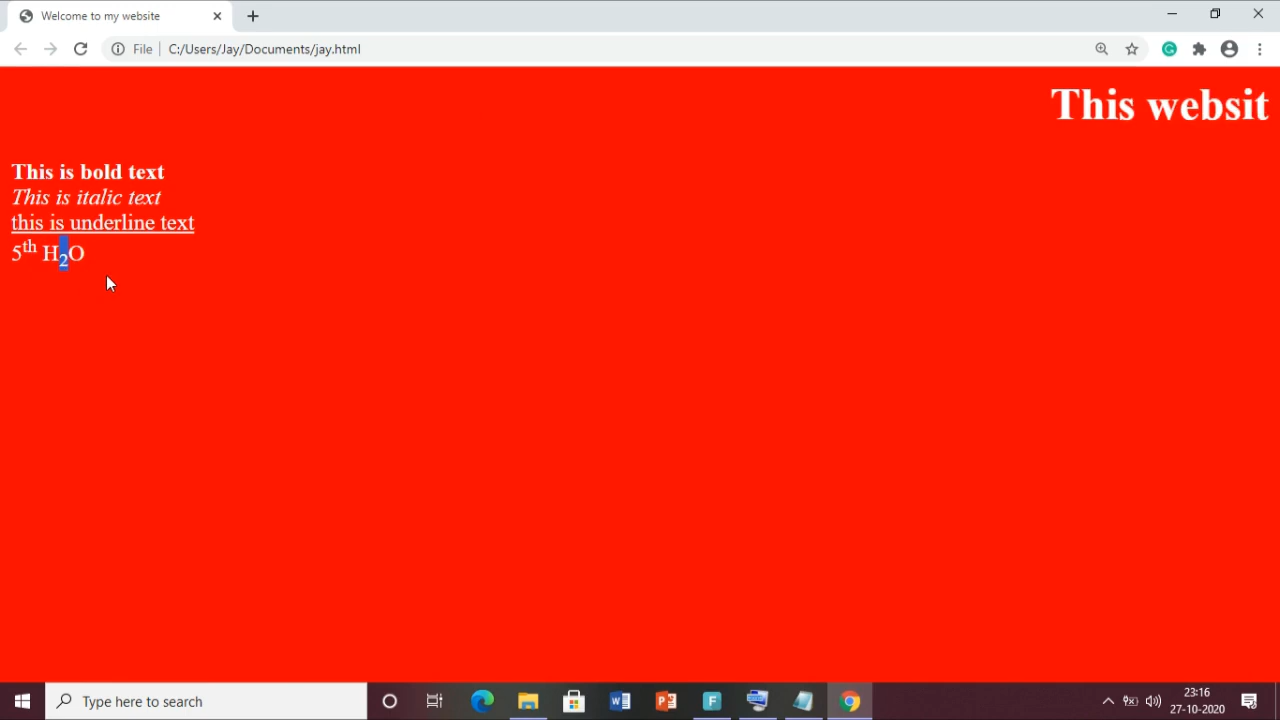 Welcome to my website
File C:/Users/Jay/Documents/jay.html
This websit
This is bold text
This is italic text
this is underline text
5th H2O
Type here to search
23:16
27-10-2020